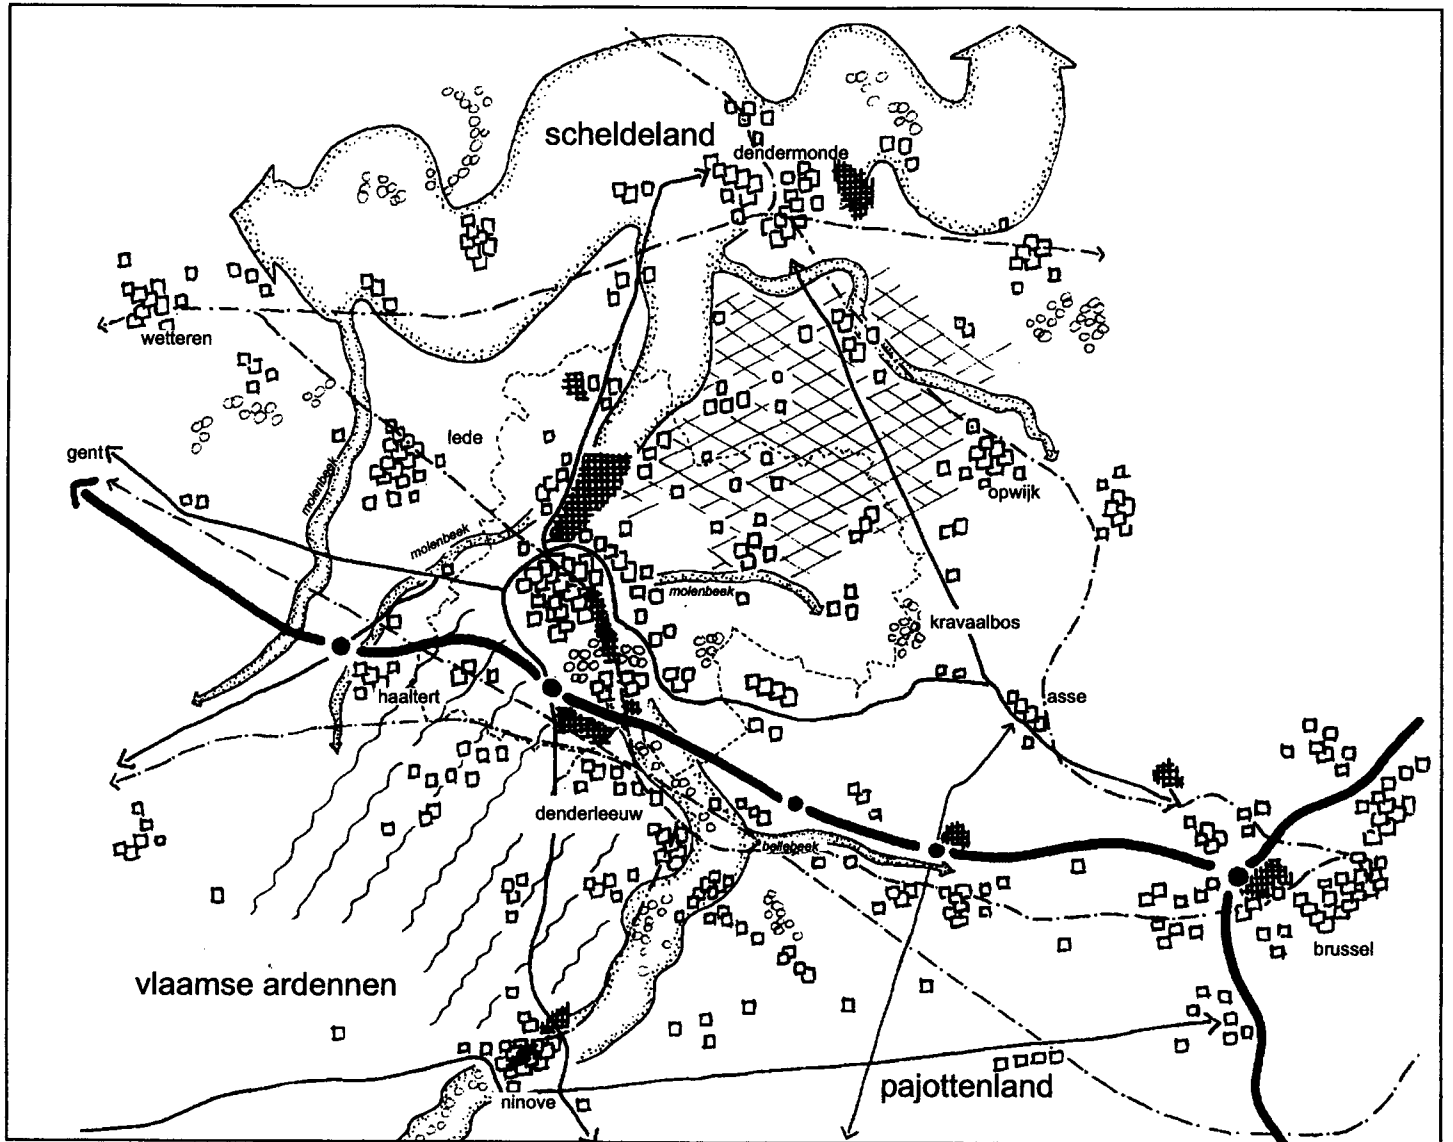 scheldeland
dendermonde
wetteren
lede
gent
molenbeek
opwijk
molenbeek
molenbeek
kravaalbos
haaltert
asse
denderleeuw
bellebeek
brussel
vlaamse ardennen
pajottenland
ninove